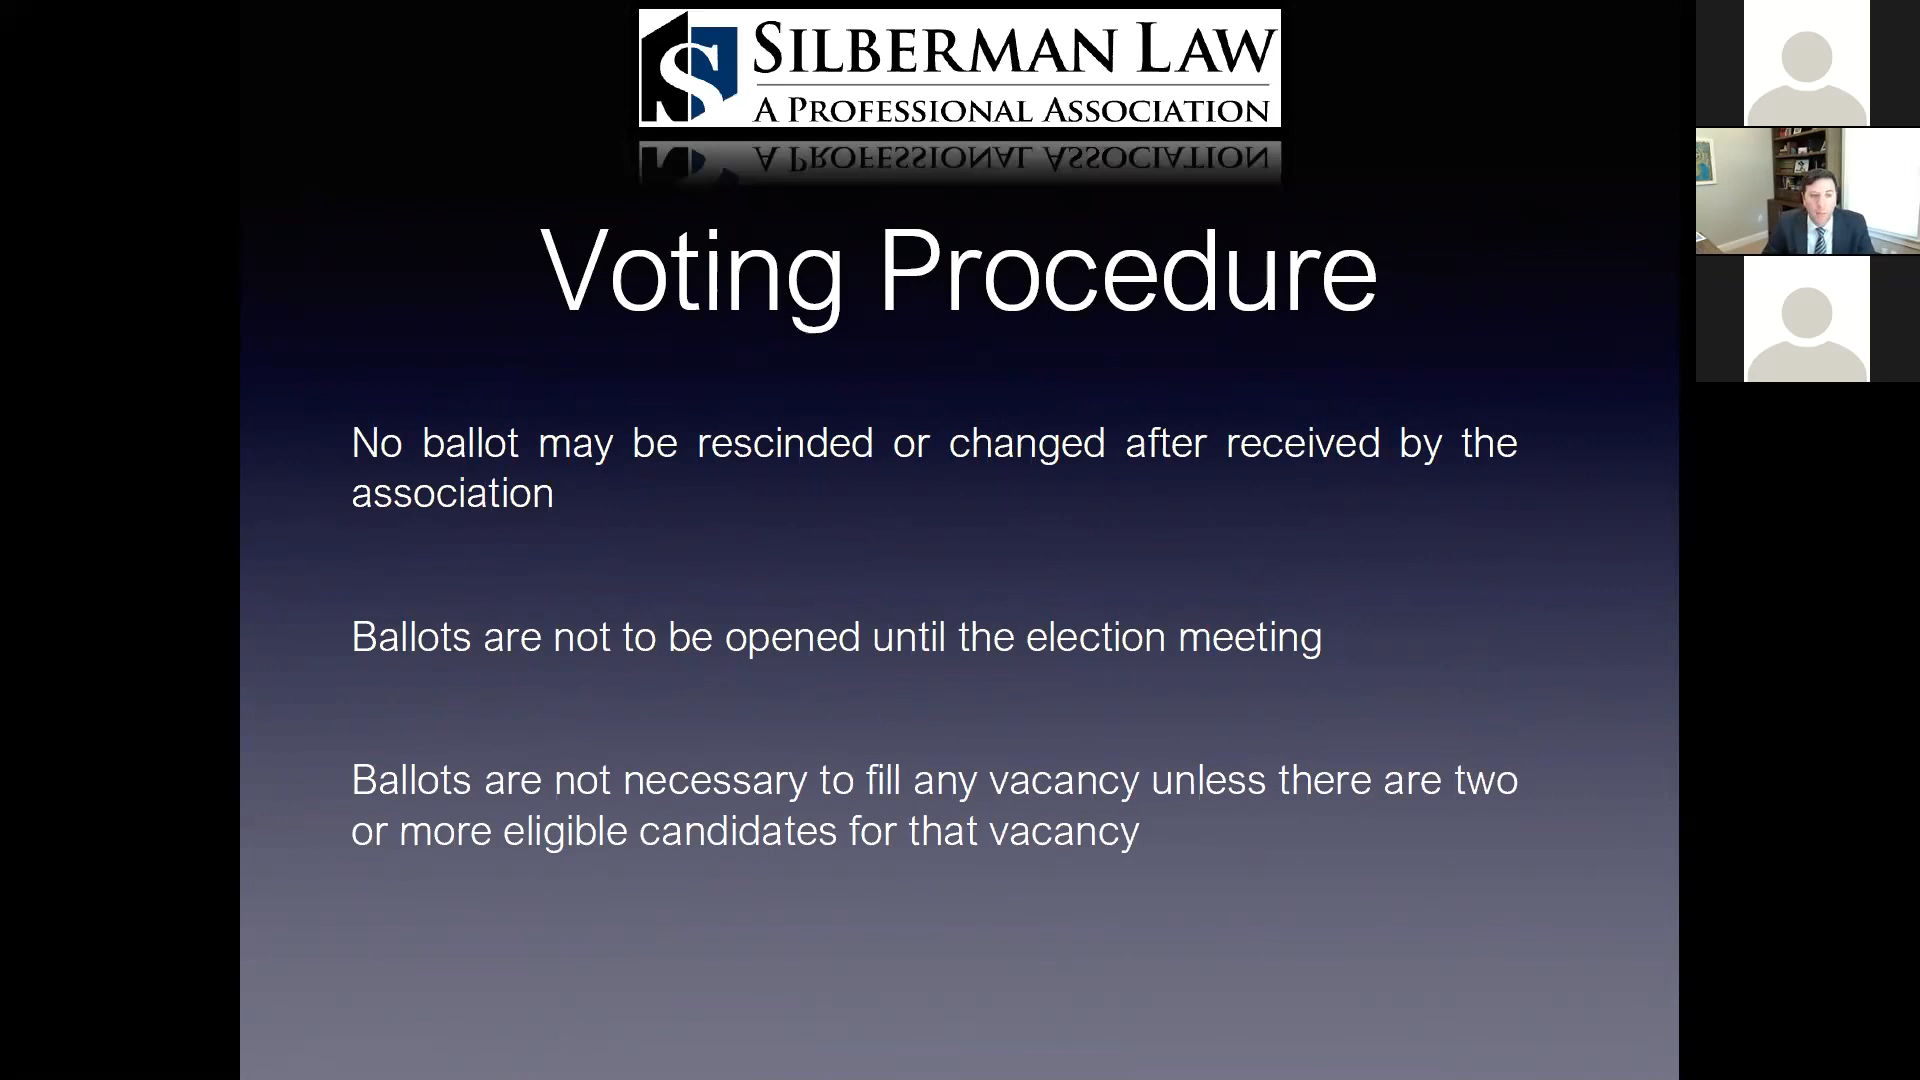 SILBERMAN LAW
A PROFESSIONAL ASSOCIATION
Voting Procedure
No ballot may be rescinded or changed after received by the
association
Ballots are not to be opened until the election meeting
Ballots are not necessary to fill any vacancy unless there are two
or more eligible candidates for that vacancy